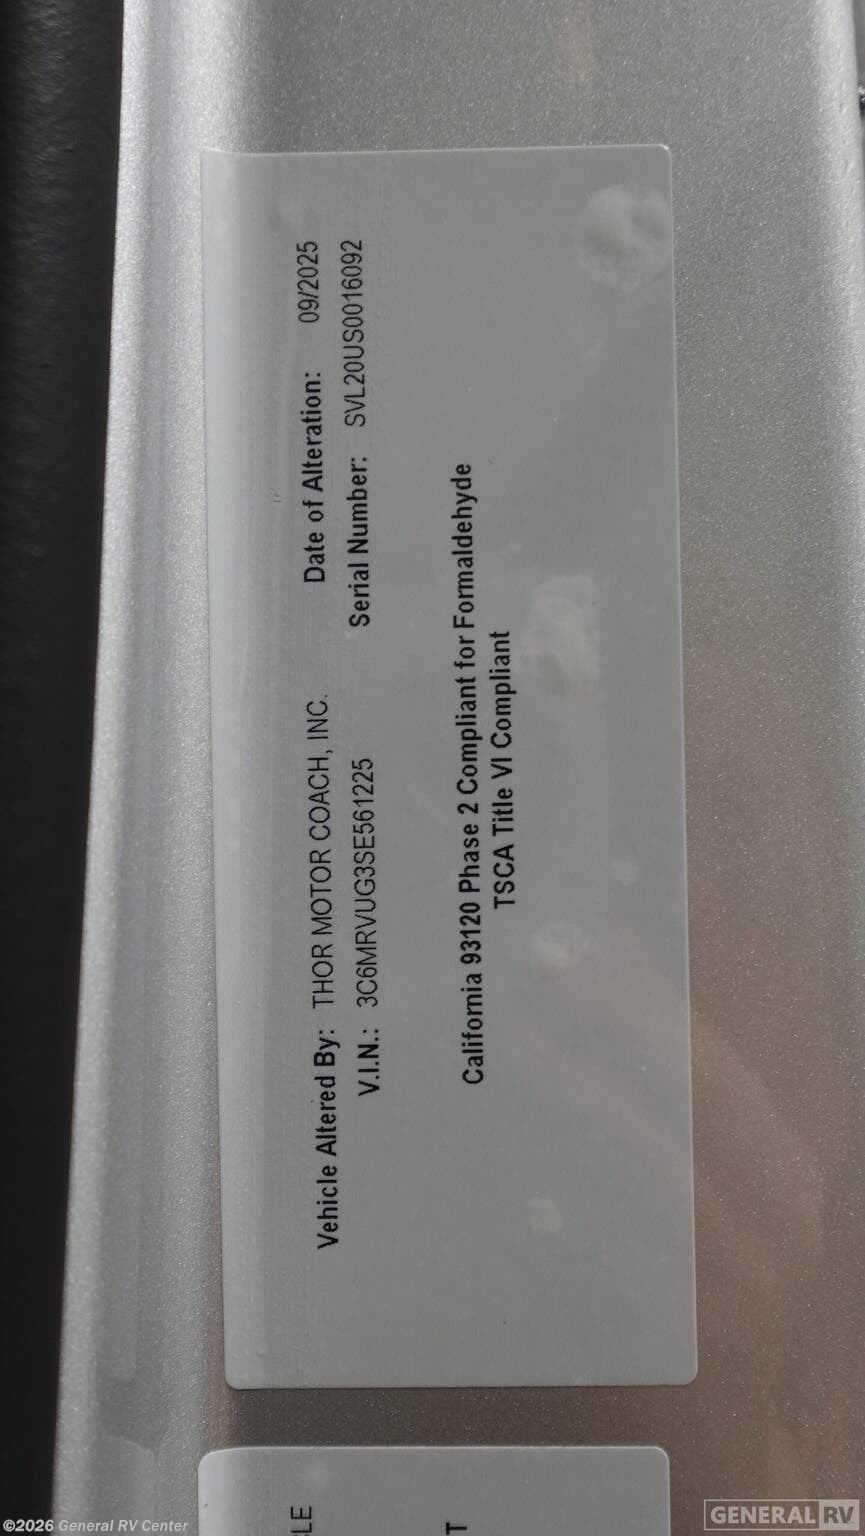 Vehicle Altered By: THOR MOTOR COACH, INC. Date of Alteration: 09/2025
V.I.N.: 3C6MRVUG3SE561225 Serial Number: SVL20US0016092
California 93120 Phase 2 Compliant for Formaldehyde
TSCA Title VI Compliant
LE
T
©2026 General RV Center
GENERAL RV